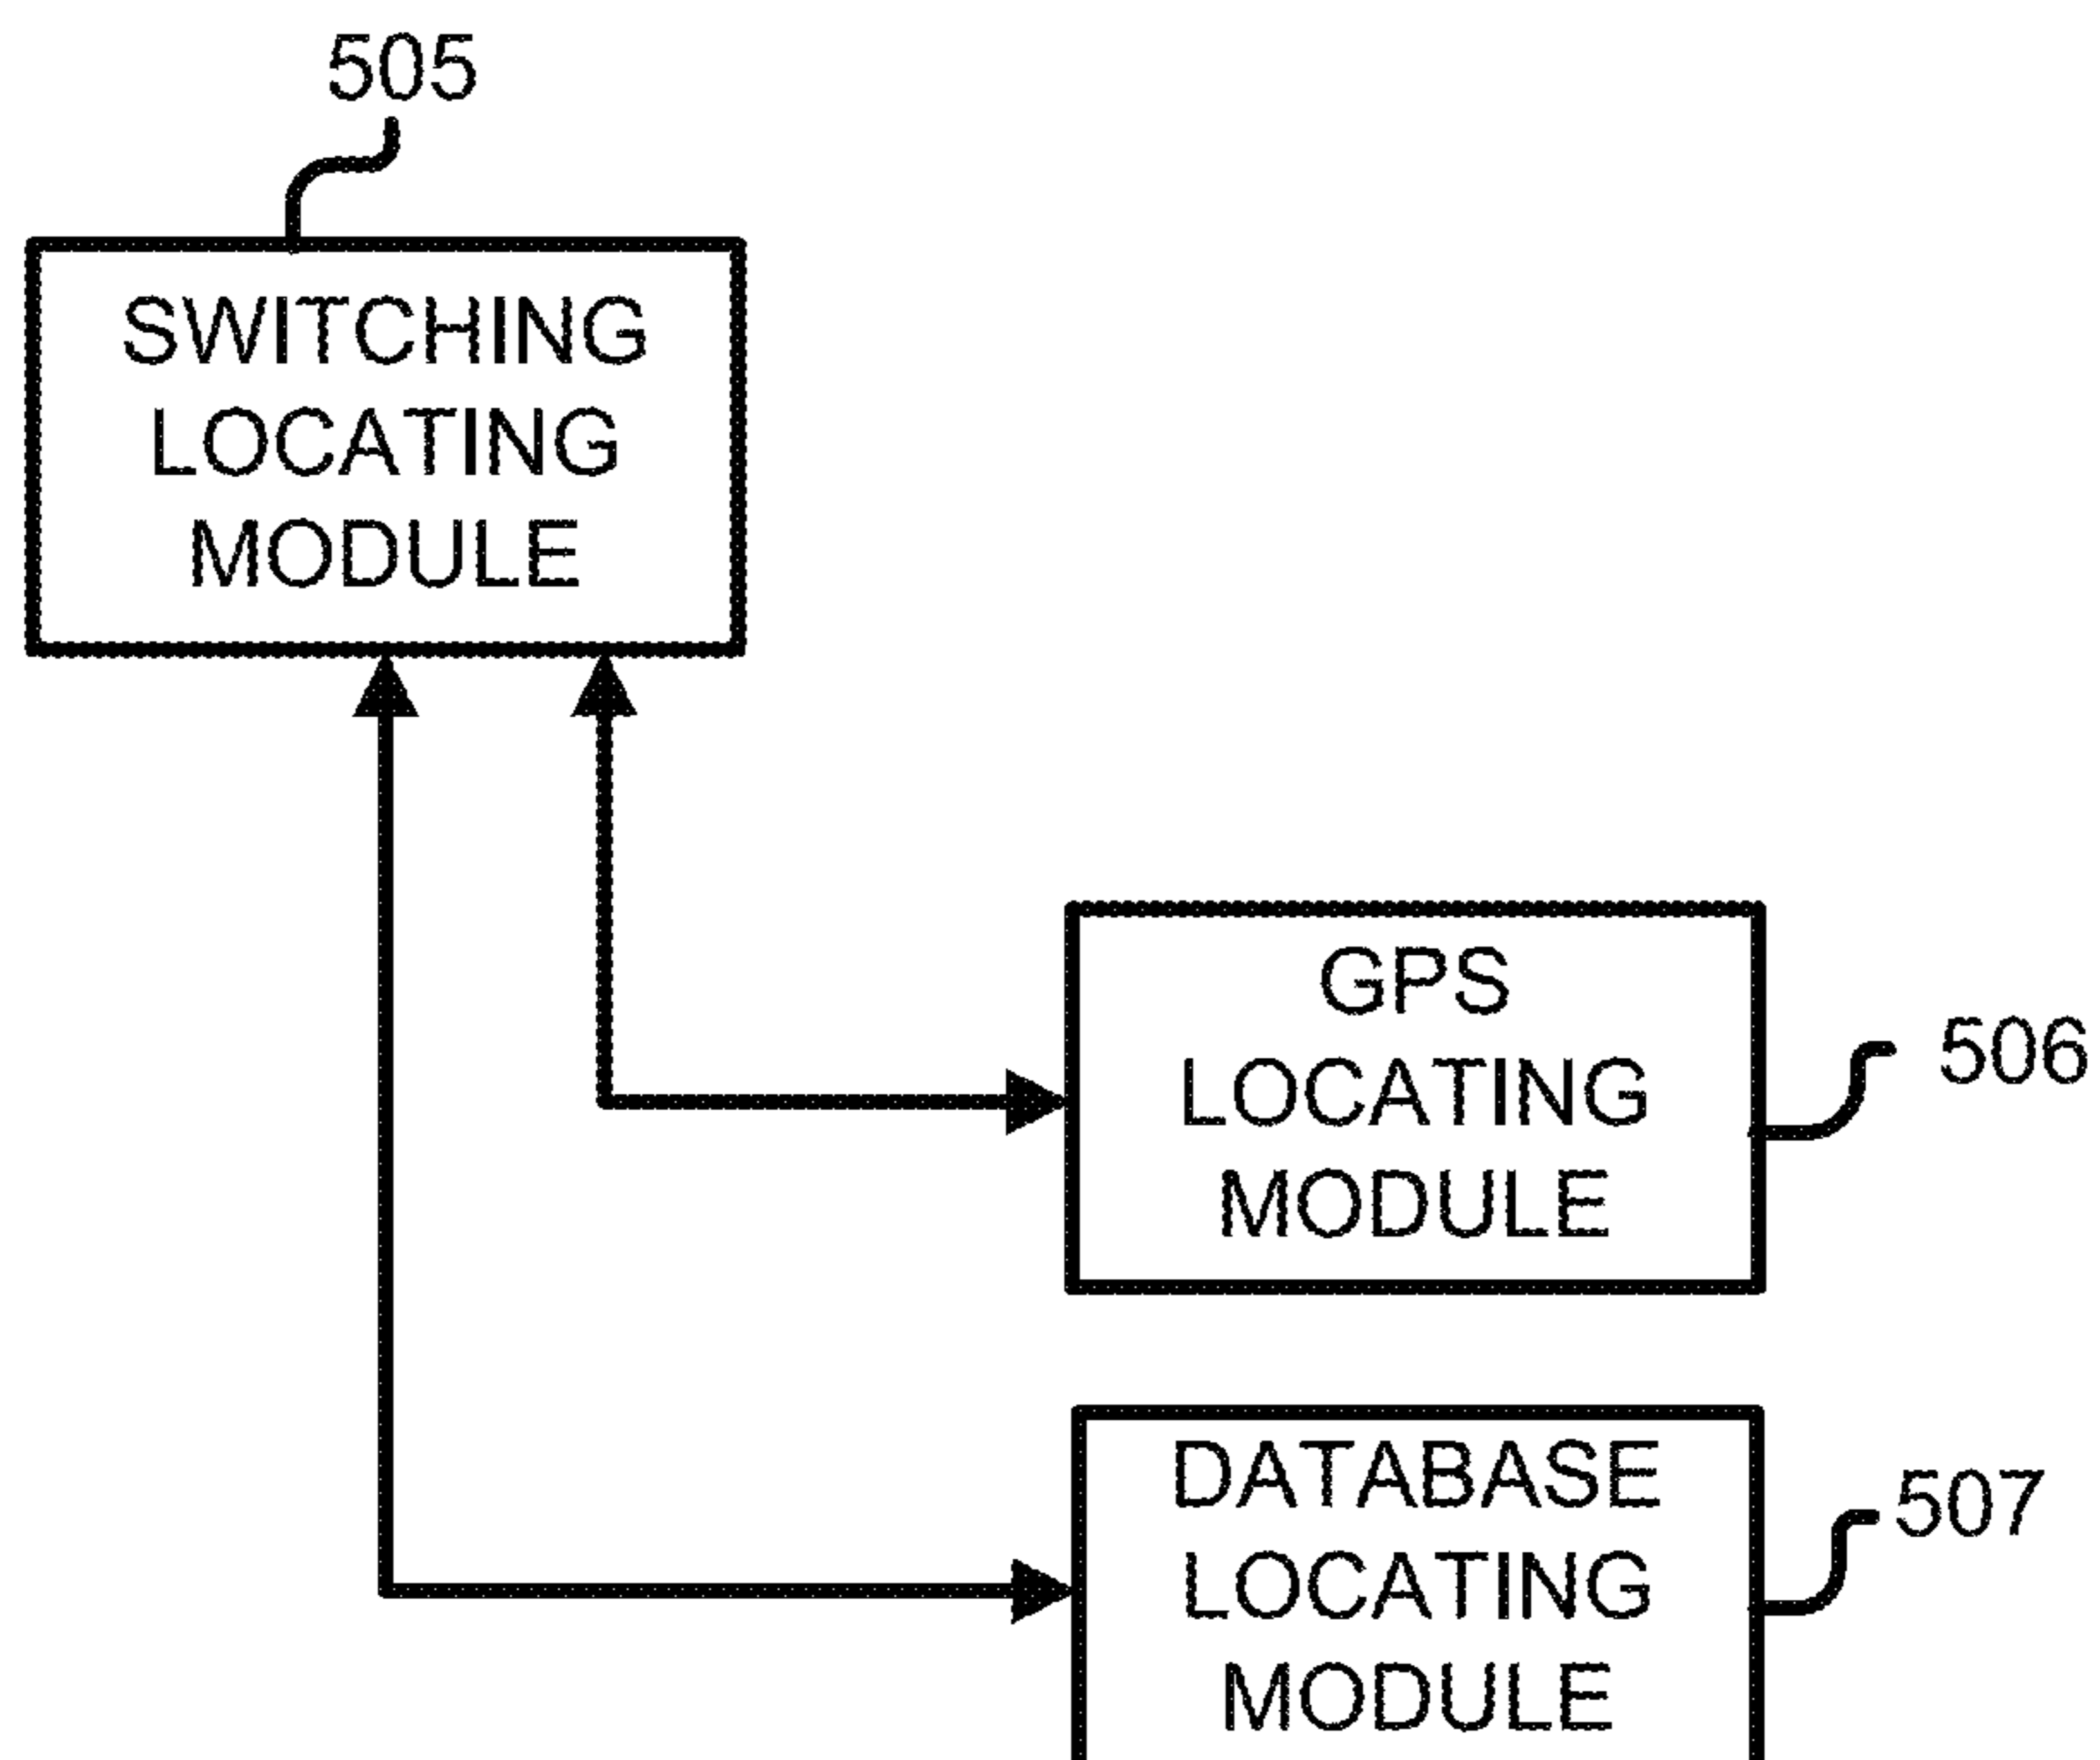 505
SWITCHING
LOCATING
MODULE
GPS
LOCATING
MODULE
506
DATABASE
LOCATING
MODULE
507